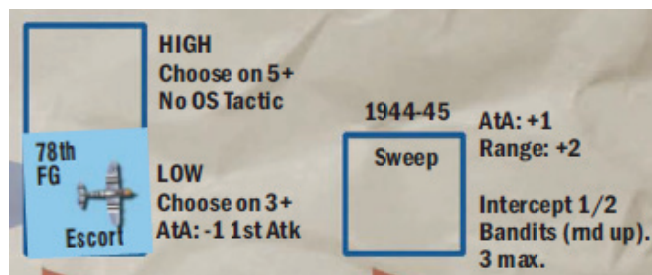 HIGH
Choose on 5+
No OS Tactic
78th
FG
Escort
LOW
Choose on 3+
AtA: -1 1st Atk
1944-45
Sweep
AtA: +1
Range: +2
Intercept 1/2
Bandits (rnd up).
3 max.